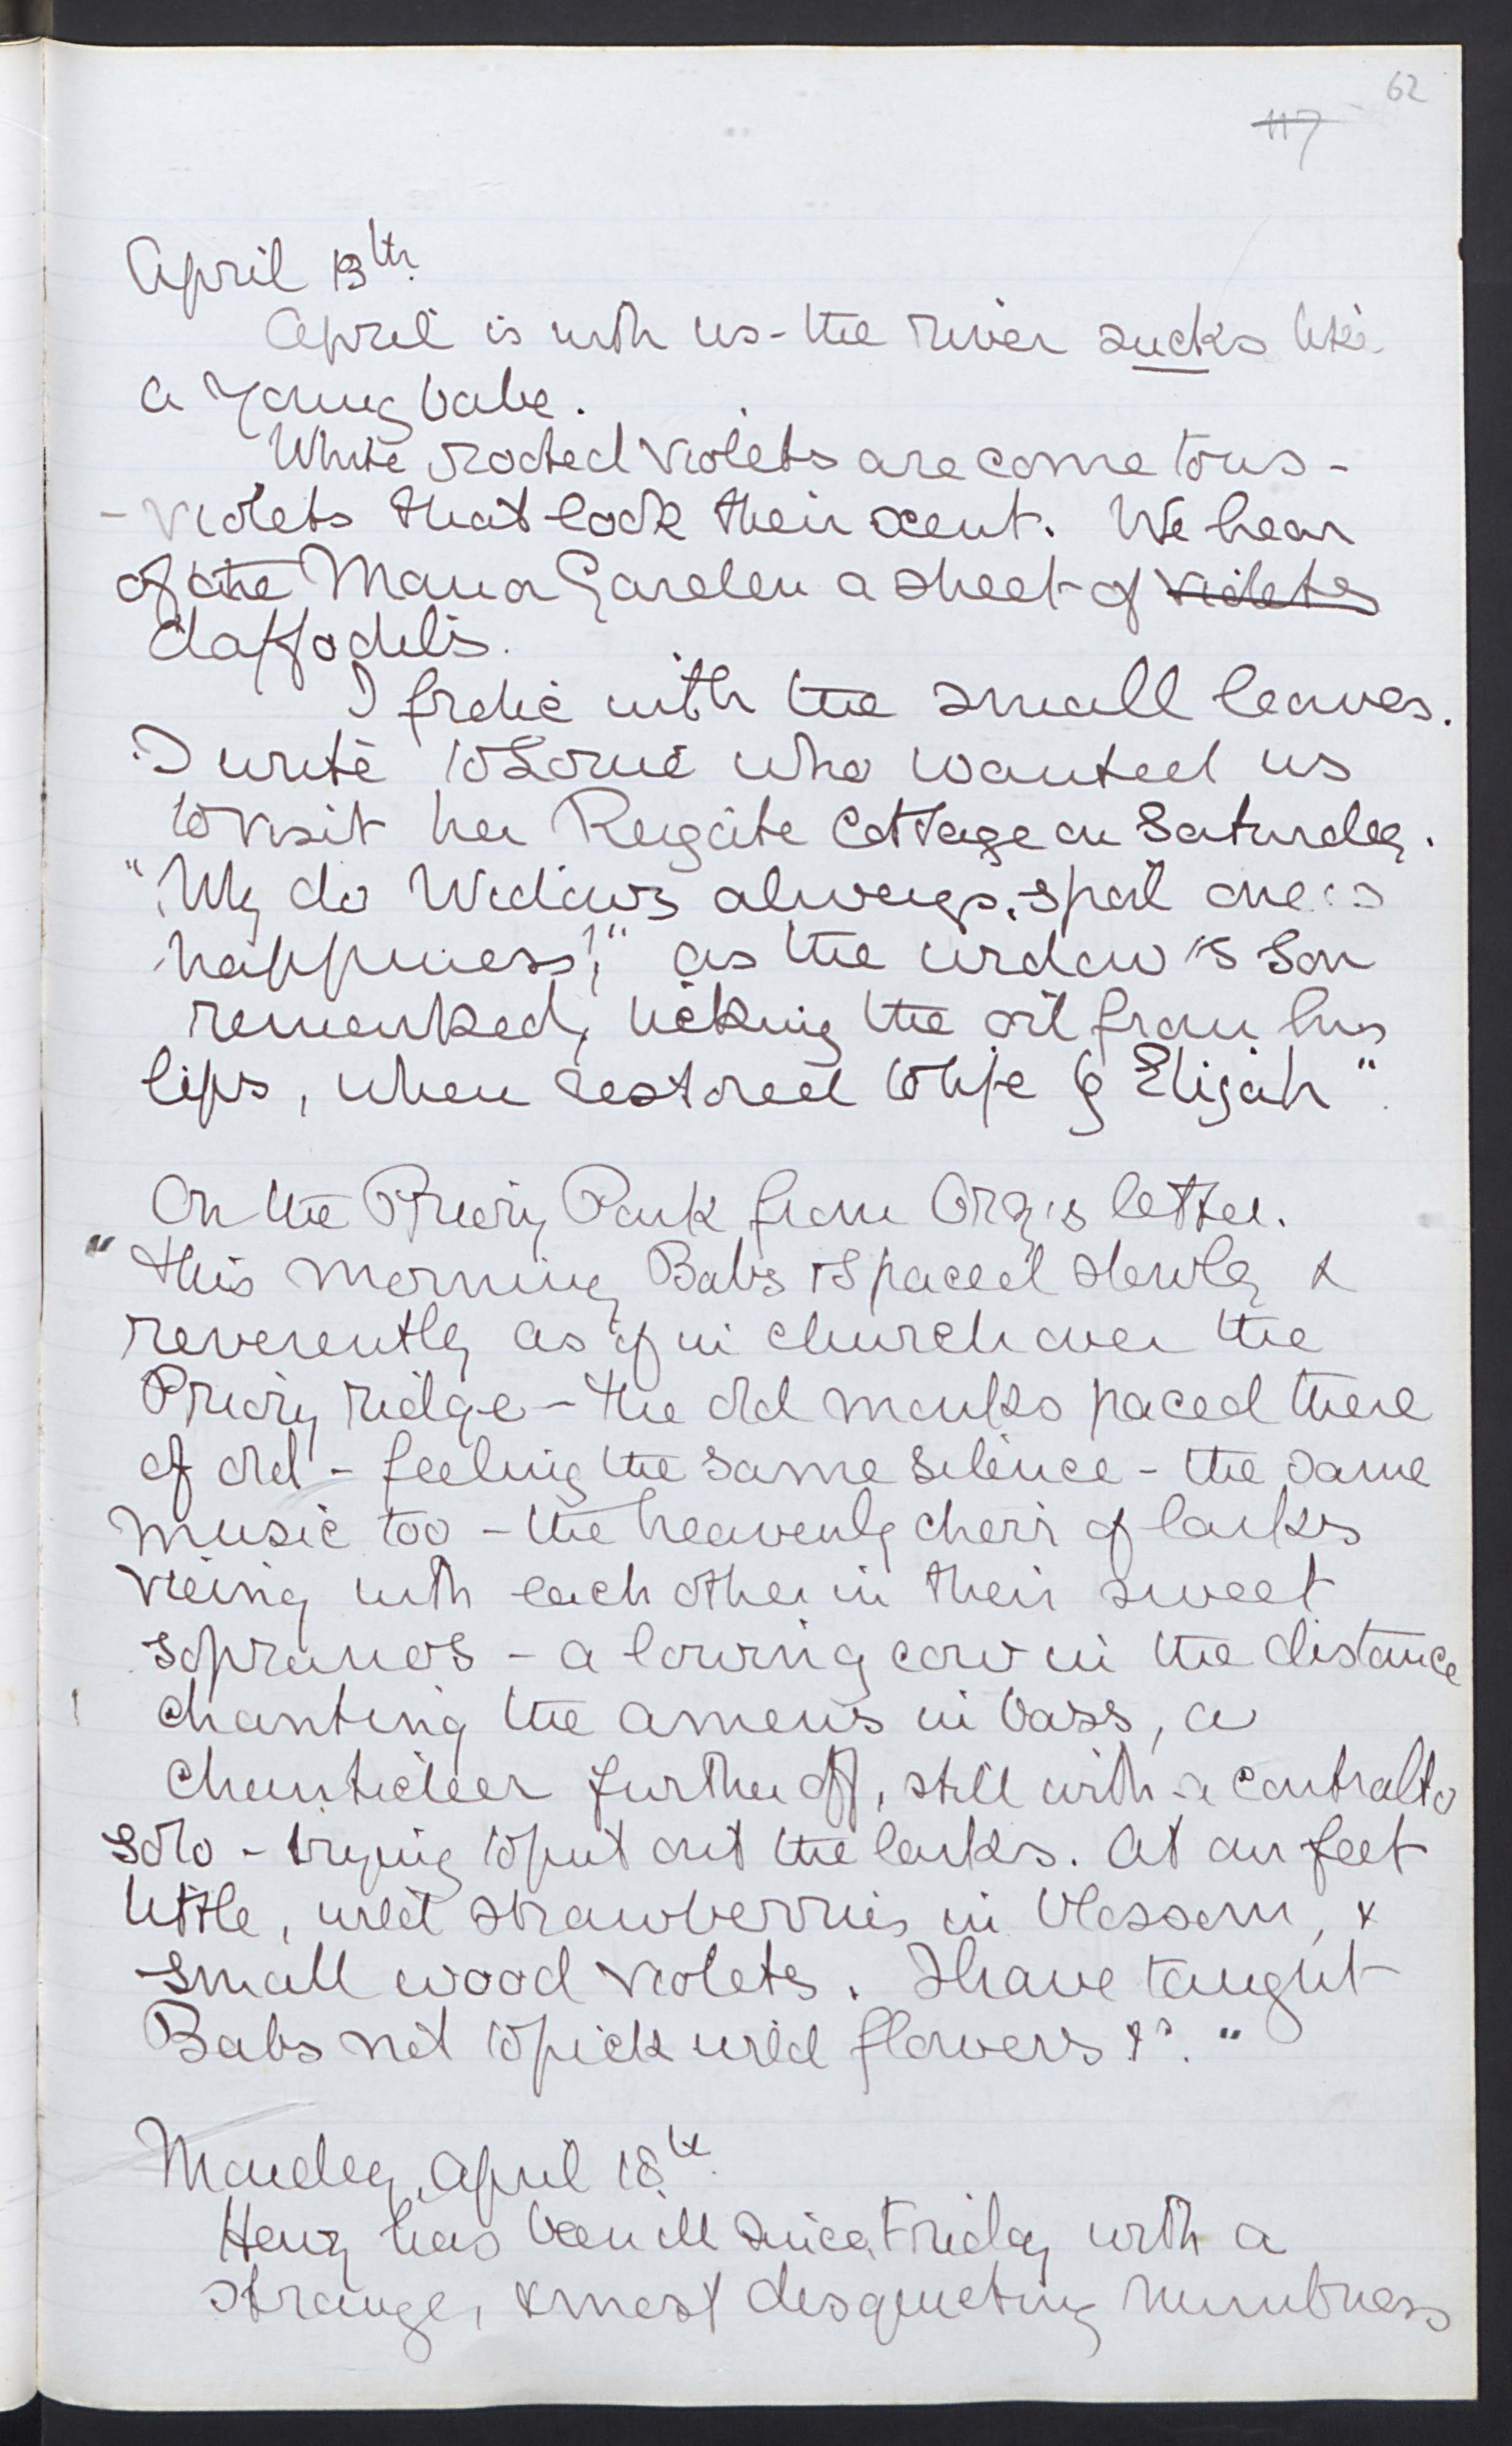 62
117
April 13th
April is with us - the river sucks like
a young babe.
White rooted violets are come to us -
- violets that lock their scent. We hear
of the Manor Garden a sheet of violets
daffodils.
I frolic with the small leaves.
I write to Lorne who wanted us
to visit her Reigate Cottage on Saturday.
"Why do Widows always spoil one's
happiness?," as the widow's Son
remarked, licking the oil from his
lips, when restored to life by Elijah".
On the Priory Park from Org's letter.
"this morning Babs & I paced slowly &
reverently as if in church over the
Priory ridge - the old monks paced there
of old - feeling the same silence - the same
music too - the heavenly choir of larks
vieing with each other in their sweet
sopranos - a lowing cow in the distance
chanting the amens in bass, a
chanticleer further off, still with a contralto
solo - trying to put out the larks. At our feet
little, wild strawberries in blossom, &
small wood violets. I have taught
Babs not to pick wild flowers &c."
Monday, April 18th
Henry has been ill since Friday with a
strange, & most disquieting numbness